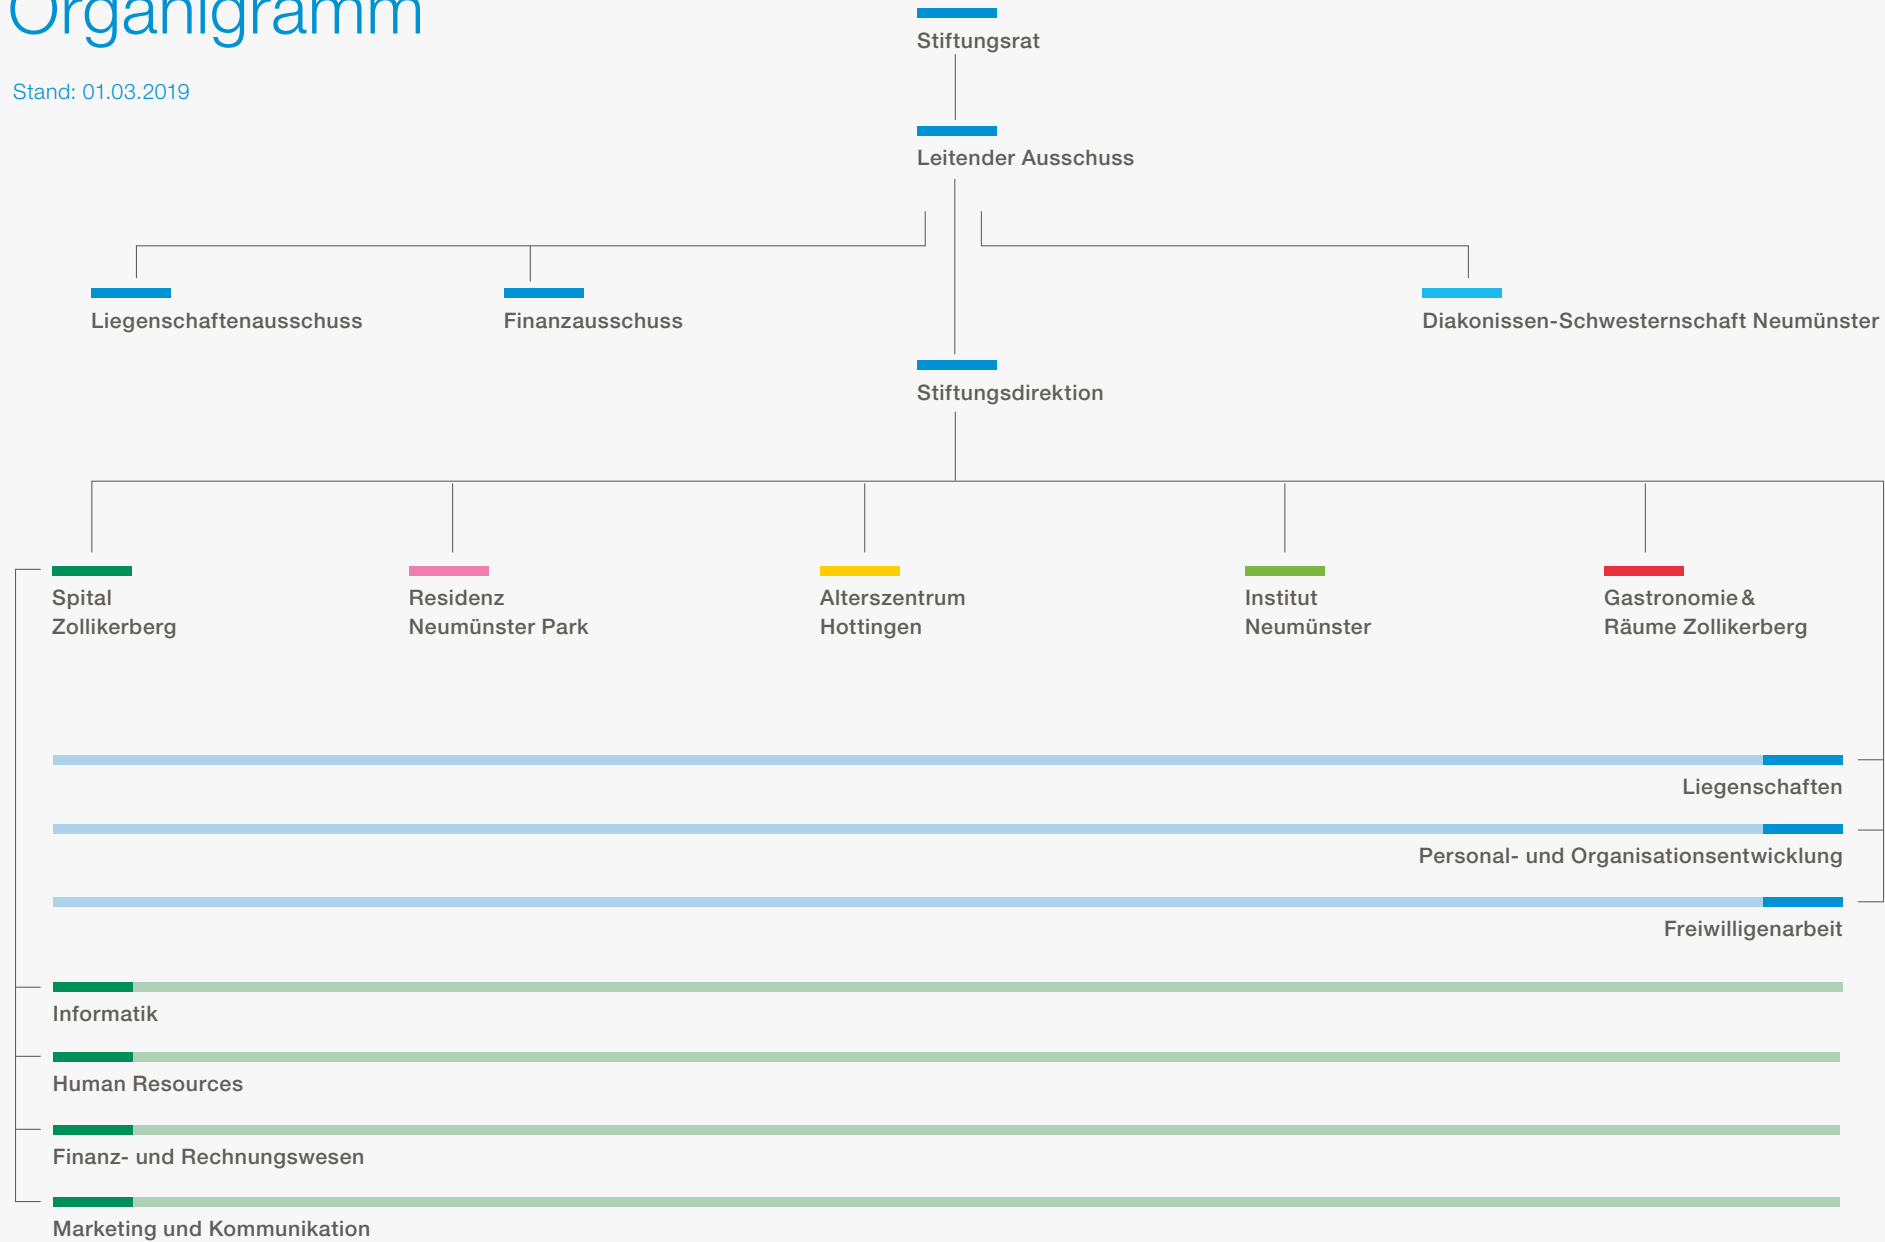 Organigramm
Stand: 01.03.2019
Stiftungsrat
Leitender Ausschuss
Liegenschaftenausschuss
Finanzausschuss
Diakonissen-Schwesternschaft Neumünster
Stiftungsdirektion
Spital
Zollikerberg
Residenz
Neumünster Park
Alterszentrum
Hottingen
Institut
Neumünster
Gastronomie &
Räume Zollikerberg
Liegenschaften
Personal- und Organisationsentwicklung
Freiwilligenarbeit
Informatik
Human Resources
Finanz- und Rechnungswesen
Marketing und Kommunikation